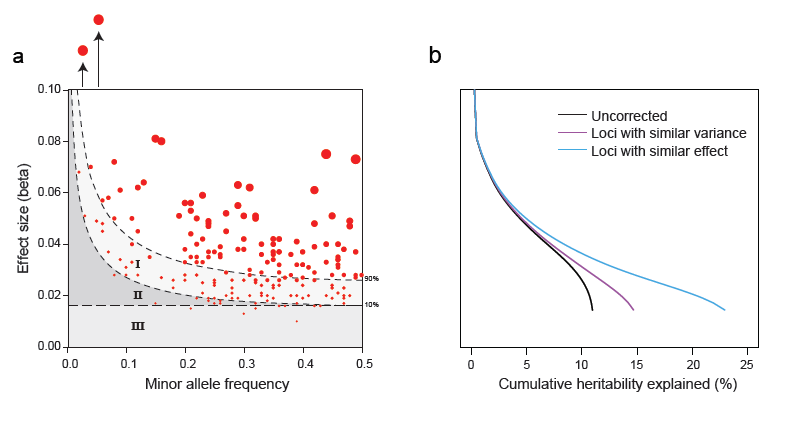 a
b
0.10
0.08
0.06
0.04
0.02
0.00
Effect size (beta)
I
II
III
90%
10%
0.0 0.1 0.2 0.3 0.4 0.5
Minor allele frequency
Uncorrected
Loci with similar variance
Loci with similar effect
0 5 10 15 20 25
Cumulative heritability explained (%)